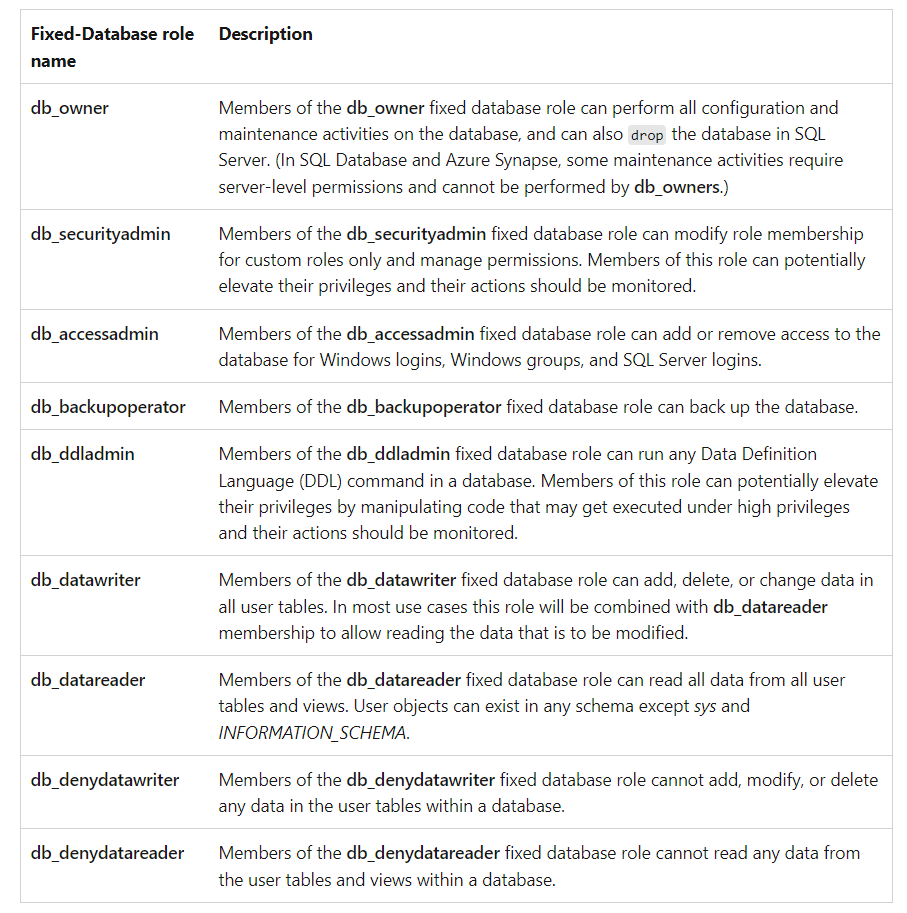 Fixed-Database role name
Description
db_owner
Members of the db_owner fixed database role can perform all configuration and
maintenance activities on the database, and can also drop the database in SQL
Server. (In SQL Database and Azure Synapse, some maintenance activities require
server-level permissions and cannot be performed by db_owners.)
db_securityadmin
Members of the db_securityadmin fixed database role can modify role membership
for custom roles only and manage permissions. Members of this role can potentially
elevate their privileges and their actions should be monitored.
db_accessadmin
Members of the db_accessadmin fixed database role can add or remove access to the
database for Windows logins, Windows groups, and SQL Server logins.
db_backupoperator
Members of the db_backupoperator fixed database role can back up the database.
db_ddladmin
Members of the db_ddladmin fixed database role can run any Data Definition
Language (DDL) command in a database. Members of this role can potentially elevate
their privileges by manipulating code that may get executed under high privileges
and their actions should be monitored.
db_datawriter
Members of the db_datawriter fixed database role can add, delete, or change data in
all user tables. In most use cases this role will be combined with db_datareader
membership to allow reading the data that is to be modified.
db_datareader
Members of the db_datareader fixed database role can read all data from all user
tables and views. User objects can exist in any schema except sys and
INFORMATION_SCHEMA.
db_denydatawriter
Members of the db_denydatawriter fixed database role cannot add, modify, or delete
any data in the user tables within a database.
db_denydatareader
Members of the db_denydatareader fixed database role cannot read any data from
the user tables and views within a database.